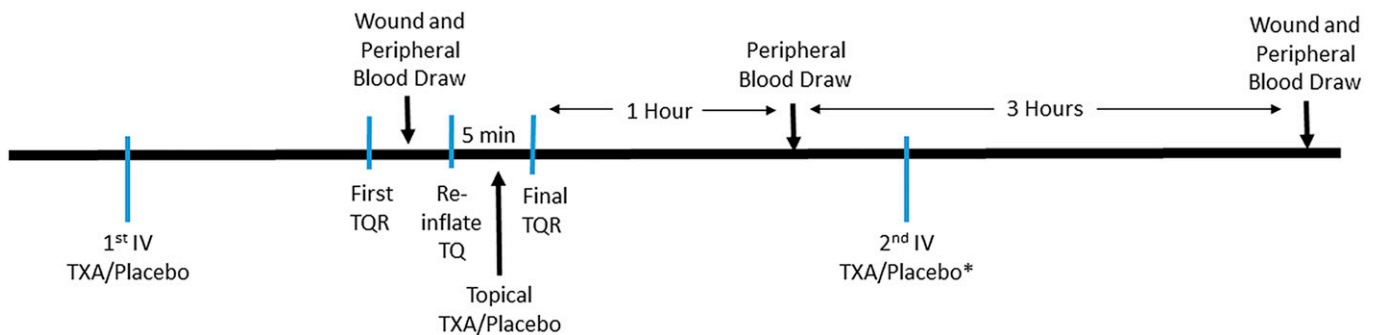 Wound and
Peripheral
Blood Draw
Peripheral
Blood Draw
Wound and
Peripheral
Blood Draw
1 Hour
3 Hours
5 min
First
TQR
Re-
inflate
TQ
Final
TQR
1st IV
TXA/Placebo
2nd IV
TXA/Placebo*
Topical
TXA/Placebo